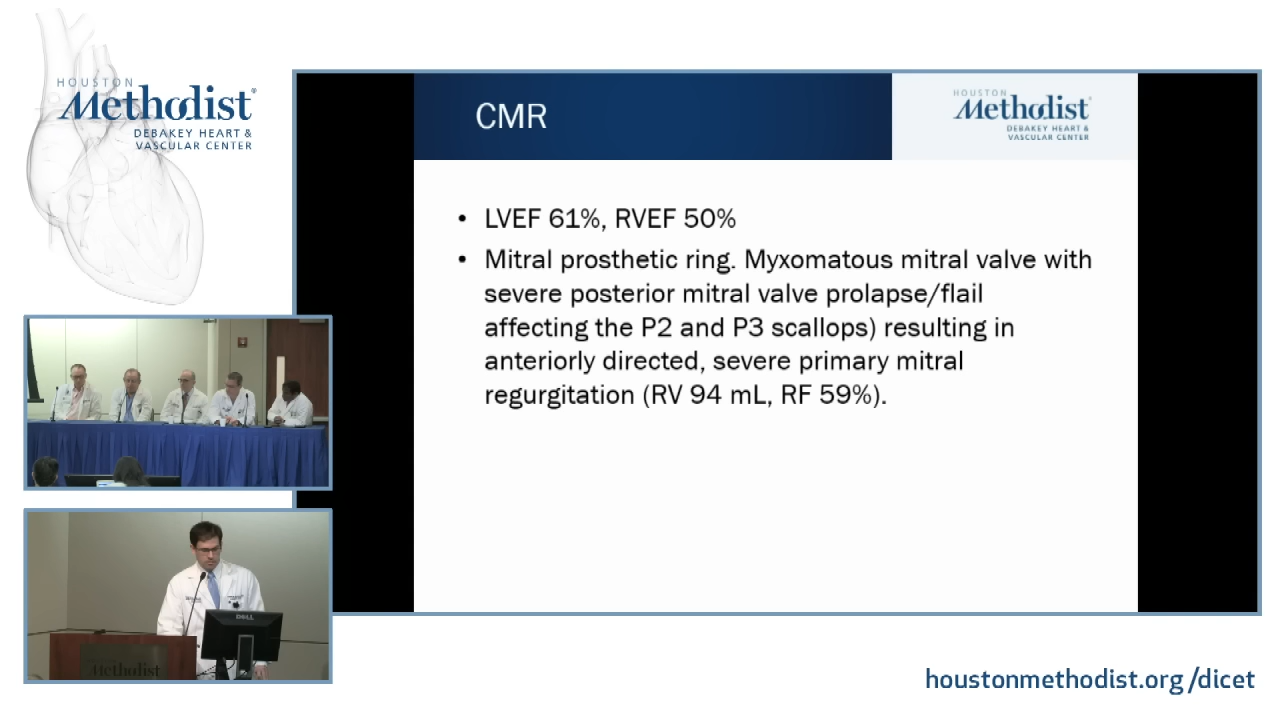 HOUSTON
Methodist®
DEBAKEY HEART &
VASCULAR CENTER
CMR
HOUSTON
Methodist
DEBAKEY HEART &
VASCULAR CENTER
• LVEF 61%, RVEF 50%
• Mitral prosthetic ring. Myxomatous mitral valve with
severe posterior mitral valve prolapse/flail
affecting the P2 and P3 scallops) resulting in
anteriorly directed, severe primary mitral
regurgitation (RV 94 mL, RF 59%).
DELL
Methodist
houstonmethodist.org/dicet